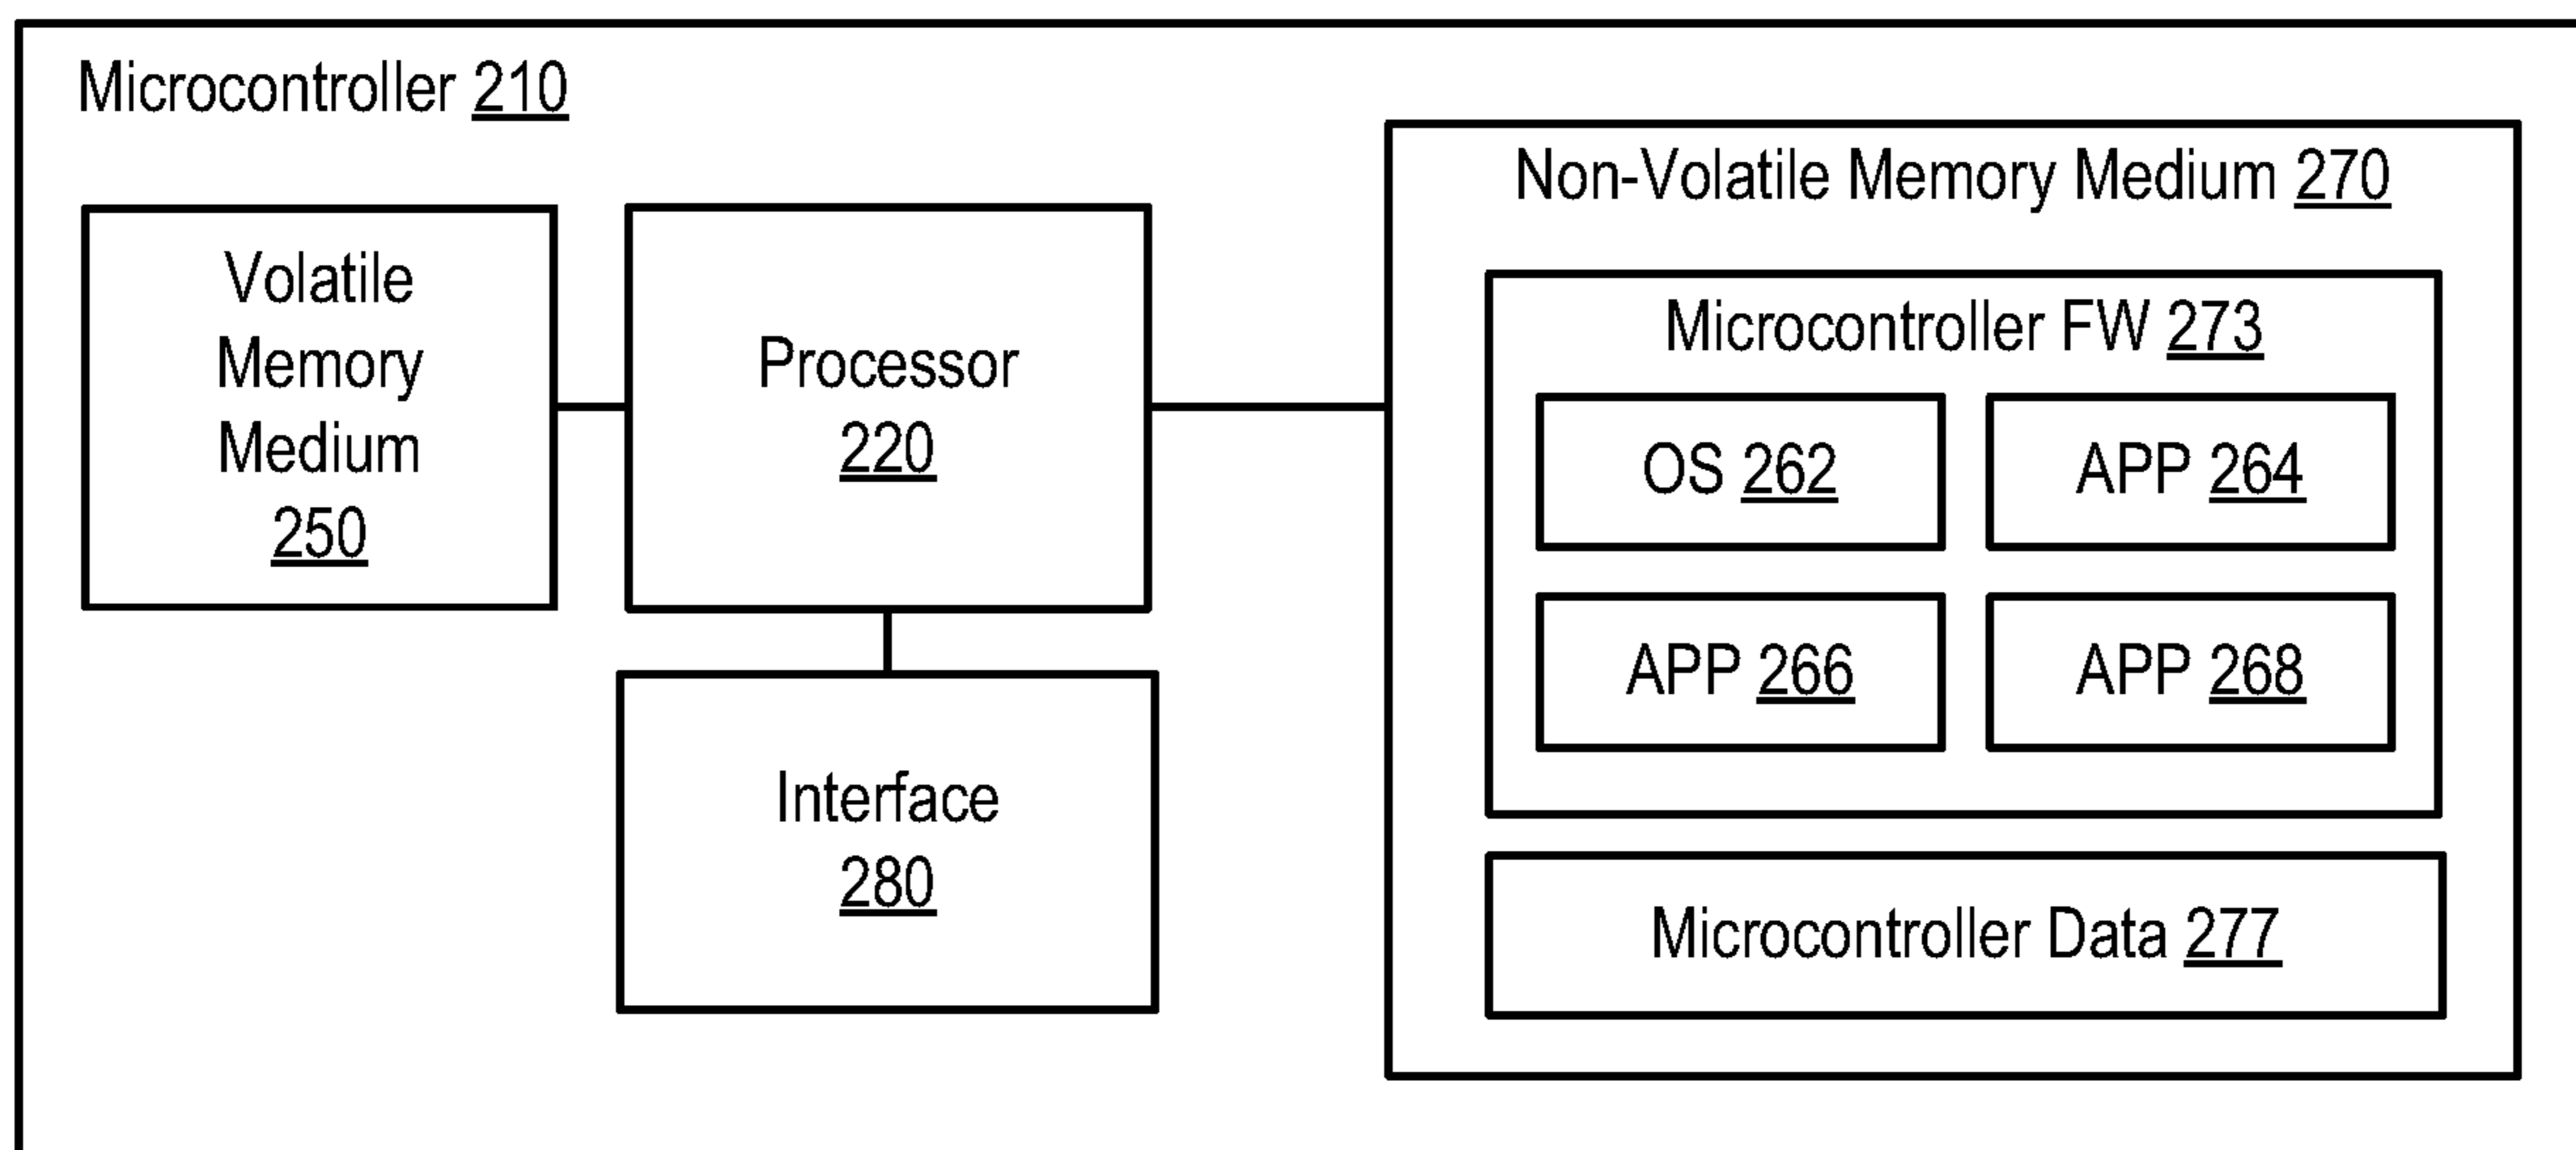 Microcontroller 210
Volatile
Memory
Medium
250
Processor
220
Interface
280
Non-Volatile Memory Medium 270
Microcontroller FW 273
OS 262
APP 264
APP 266
APP 268
Microcontroller Data 277